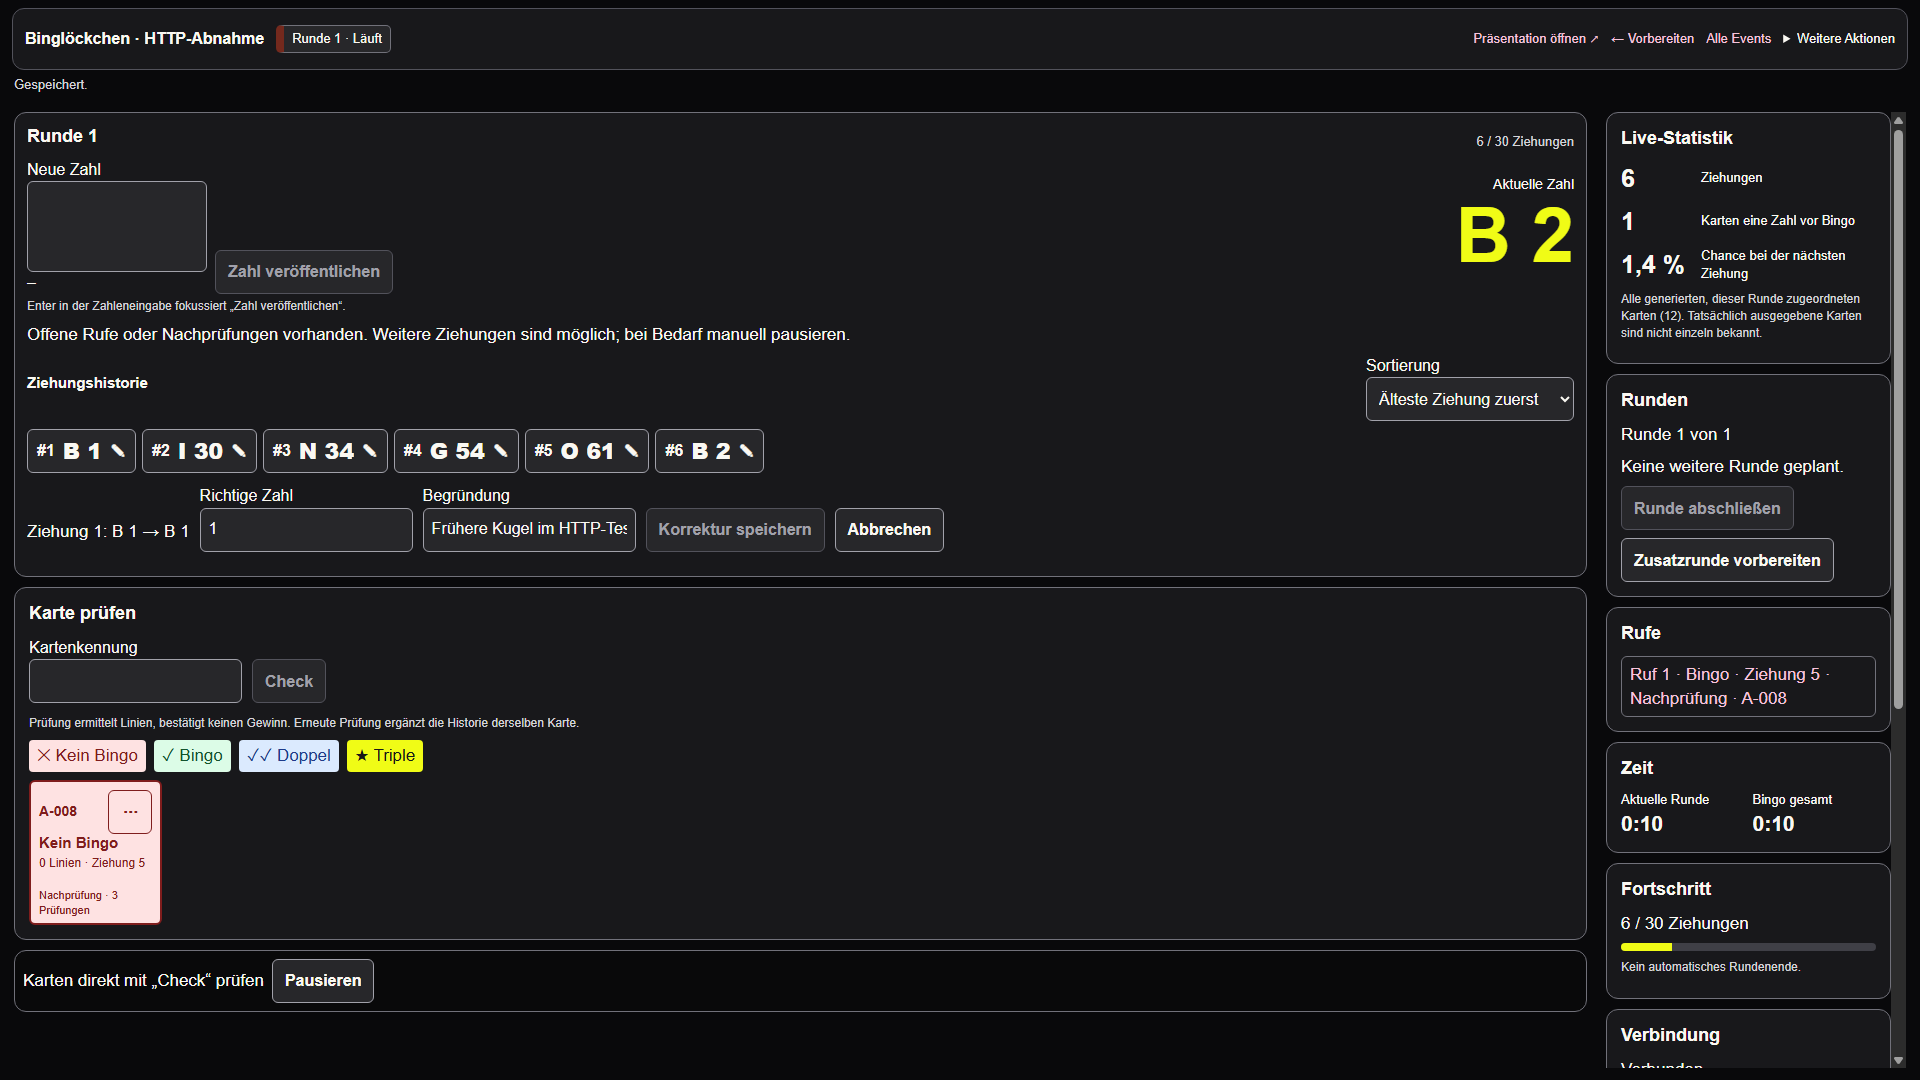 Binglöckchen · HTTP-Abnahme
Runde 1 · Läuft
Präsentation öffnen ↗
← Vorbereiten
Alle Events
▶ Weitere Aktionen
Gespeichert.
Runde 1
6 / 30 Ziehungen
Neue Zahl
Aktuelle Zahl
B 2
Zahl veröffentlichen
–
Enter in der Zahleneingabe fokussiert „Zahl veröffentlichen“.
Offene Rufe oder Nachprüfungen vorhanden. Weitere Ziehungen sind möglich; bei Bedarf manuell pausieren.
Ziehungshistorie
Sortierung
Älteste Ziehung zuerst
#1 B 1
#2 I 30
#3 N 34
#4 G 54
#5 O 61
#6 B 2
Ziehung 1: B 1 → B 1
Richtige Zahl
1
Begründung
Frühere Kugel im HTTP-Tes
Korrektur speichern
Abbrechen
Karte prüfen
Kartenkennung
Check
Prüfung ermittelt Linien, bestätigt keinen Gewinn. Erneute Prüfung ergänzt die Historie derselben Karte.
✕ Kein Bingo
✓ Bingo
✓✓ Doppel
★ Triple
A-008
---
Kein Bingo
0 Linien · Ziehung 5
Nachprüfung · 3
Prüfungen
Karten direkt mit „Check“ prüfen
Pausieren
Live-Statistik
6 Ziehungen
1 Karten eine Zahl vor Bingo
1,4 % Chance bei der nächsten
Ziehung
Alle generierten, dieser Runde zugeordneten
Karten (12). Tatsächlich ausgegebene Karten
sind nicht einzeln bekannt.
Runden
Runde 1 von 1
Keine weitere Runde geplant.
Runde abschließen
Zusatzrunde vorbereiten
Rufe
Ruf 1 · Bingo · Ziehung 5 ·
Nachprüfung · A-008
Zeit
Aktuelle Runde
0:10
Bingo gesamt
0:10
Fortschritt
6 / 30 Ziehungen
Kein automatisches Rundenende.
Verbindung
Verbunden